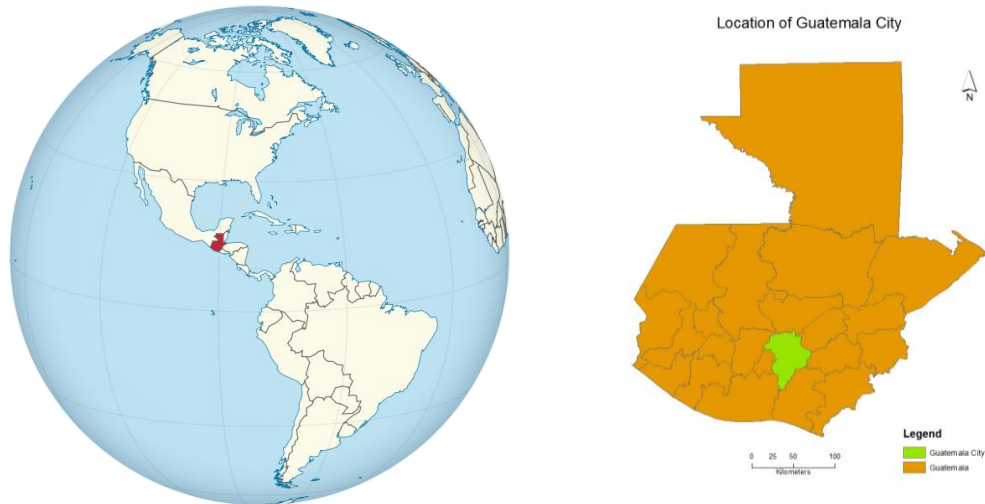 Location of Guatemala City
N
0 25 50 100
Kilometers
Legend
Guatemala City
Guatemala